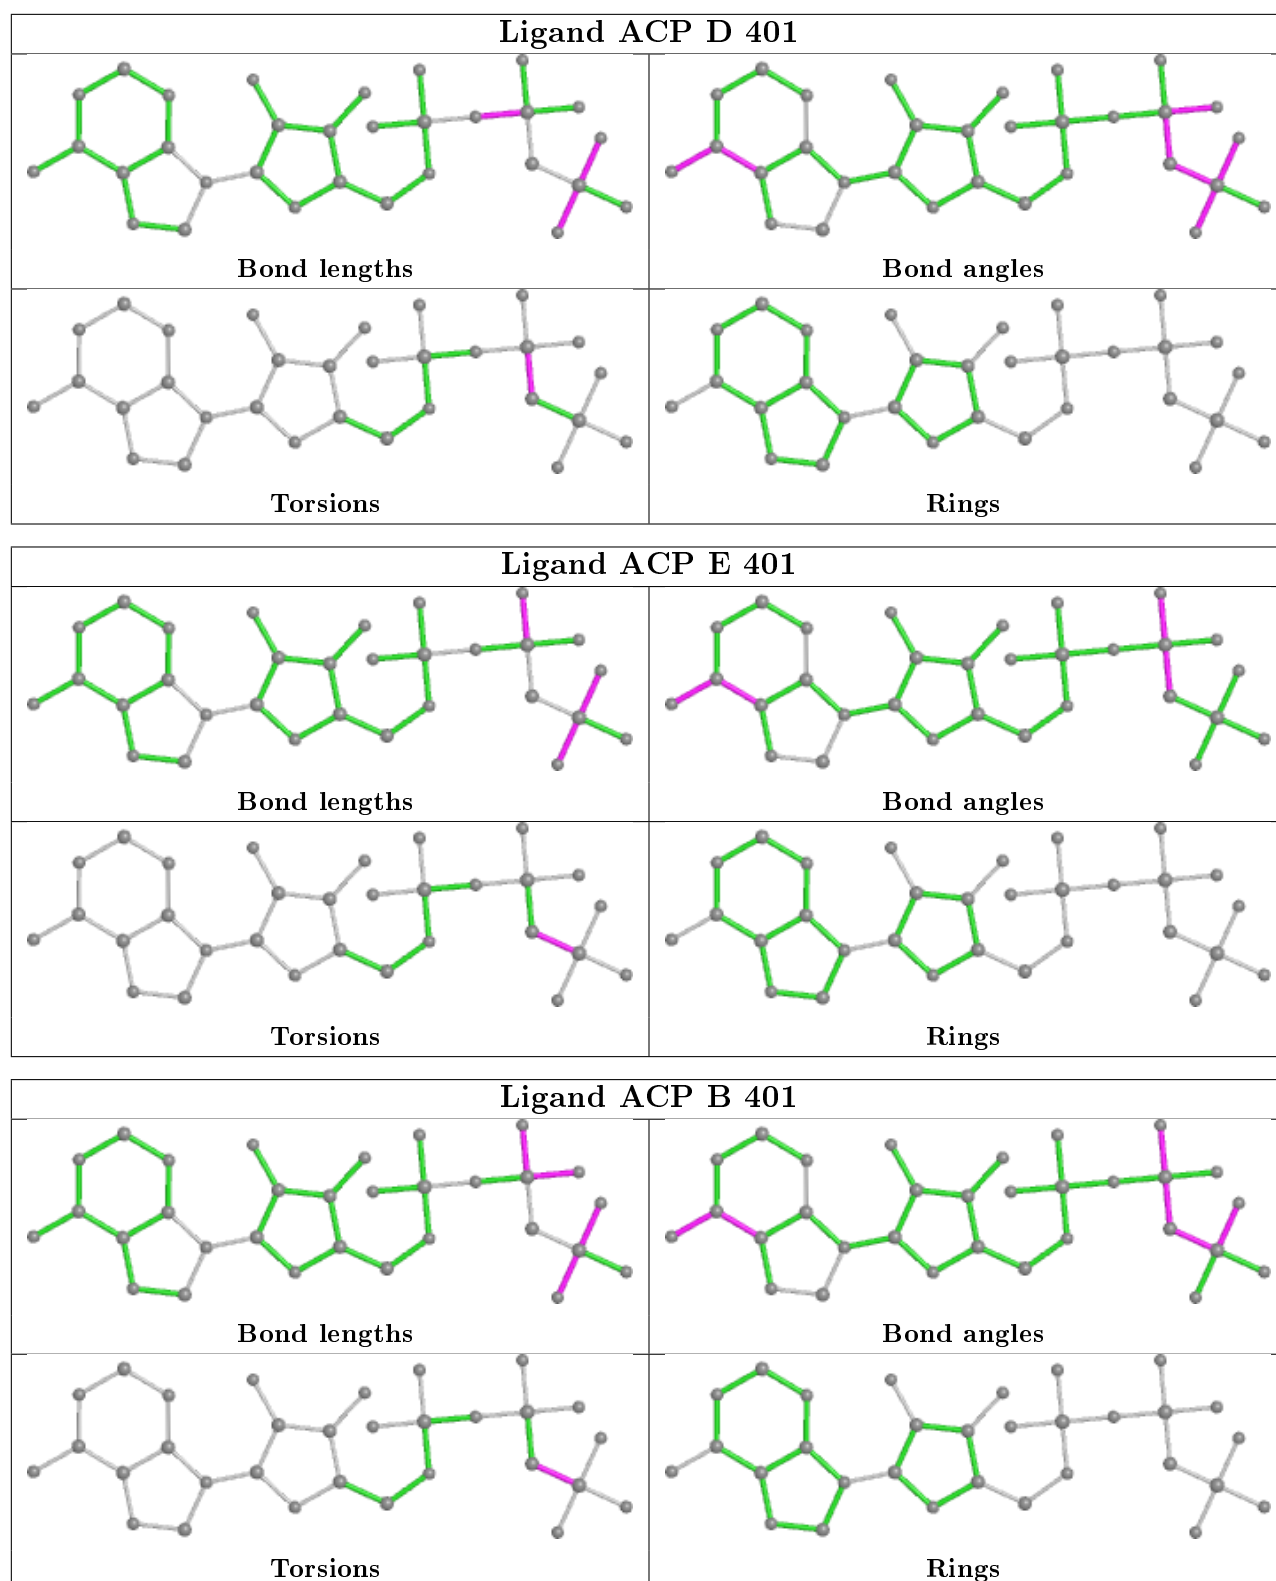 Ligand ACP D 401
Bond lengths
Bond angles
Torsions
Rings
Ligand ACP E 401
Bond lengths
Bond angles
Torsions
Rings
Ligand ACP B 401
Bond lengths
Bond angles
Torsions
Rings